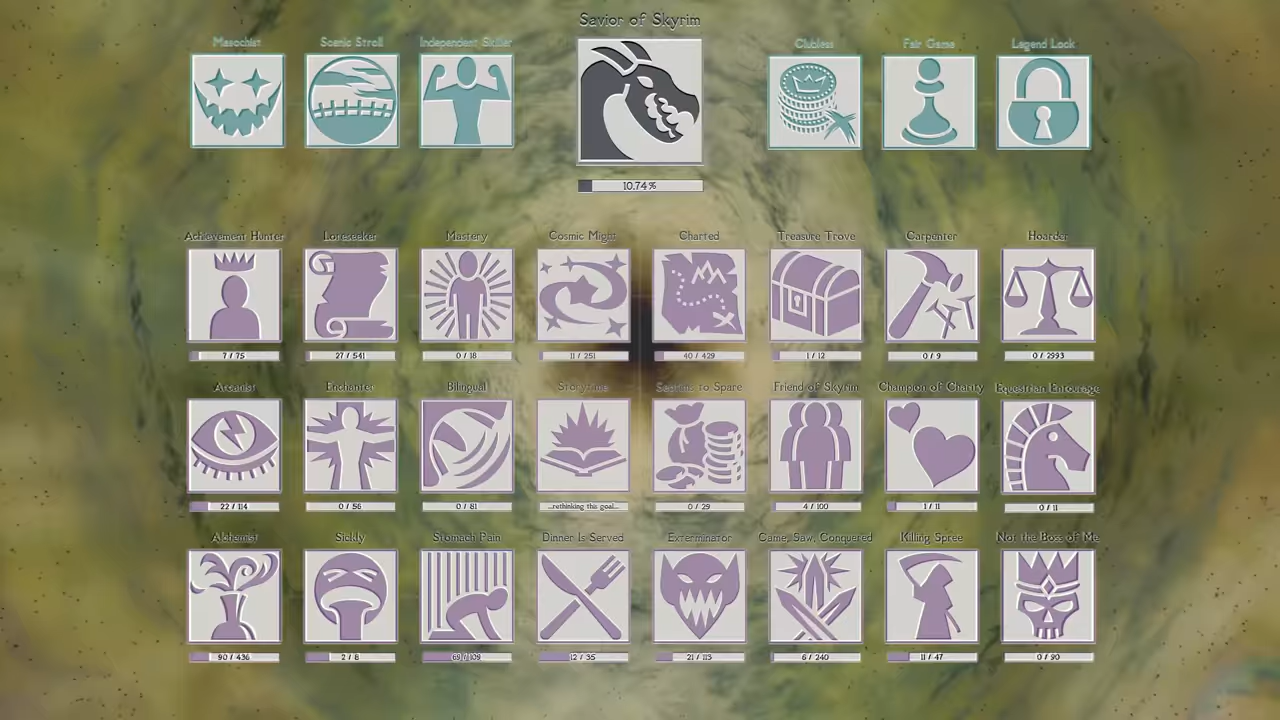 Savior of Skyrim
Masochist
Scenic Stroll
Independent Skiller
Clubless
Fair Game
Legend Lock
10.74%
Achievement Hunter
Loreseeker
Mastery
Cosmic Might
Charted
Treasure Trove
Carpenter
Hoarder
7 / 75
27 / 541
0 / 18
11 / 251
40 / 429
1 / 12
0 / 9
0 / 2993
Arcanist
Enchanter
Bilingual
Storytime
Septims to Spare
Friend of Skyrim
Champion of Charity
Equestrian Entourage
22 / 114
0 / 56
0 / 81
...rethinking this goal...
0 / 29
4 / 100
1 / 11
0 / 11
Alchemist
Sickly
Stomach Pain
Dinner Is Served
Exterminator
Came, Saw, Conquered
Killing Spree
Not the Boss of Me
90 / 436
2 / 8
69 / 109
12 / 35
21 / 113
6 / 240
11 / 47
0 / 90